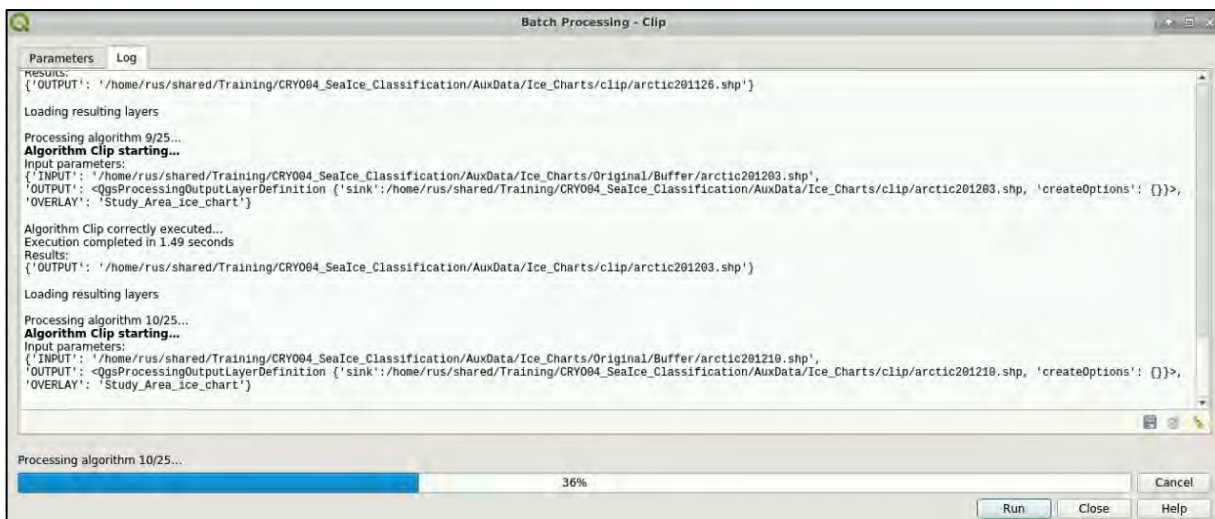 Batch Processing - Clip
Parameters Log
Results:
{'OUTPUT': '/home/rus/shared/Training/CRYO04_SeaIce_Classification/AuxData/Ice_Charts/clip/arctic201126.shp'}
Loading resulting layers
Processing algorithm 9/25...
Algorithm Clip starting...
Input parameters:
{'INPUT': '/home/rus/shared/Training/CRYO04_SeaIce_Classification/AuxData/Ice_Charts/Original/Buffer/arctic201203.shp',
'OUTPUT': <QgsProcessingOutputLayerDefinition {'sink':/home/rus/shared/Training/CRYO04_SeaIce_Classification/AuxData/Ice_Charts/clip/arctic201203.shp, 'createOptions': {}}>,
'OVERLAY': 'Study_Area_ice_chart'}
Algorithm Clip correctly executed...
Execution completed in 1.49 seconds
Results:
{'OUTPUT': '/home/rus/shared/Training/CRYO04_SeaIce_Classification/AuxData/Ice_Charts/clip/arctic201203.shp'}
Loading resulting layers
Processing algorithm 10/25...
Algorithm Clip starting...
Input parameters:
{'INPUT': '/home/rus/shared/Training/CRYO04_SeaIce_Classification/AuxData/Ice_Charts/Original/Buffer/arctic201210.shp',
'OUTPUT': <QgsProcessingOutputLayerDefinition {'sink':/home/rus/shared/Training/CRYO04_SeaIce_Classification/AuxData/Ice_Charts/clip/arctic201210.shp, 'createOptions': {}}>,
'OVERLAY': 'Study_Area_ice_chart'}
Processing algorithm 10/25...
36% Cancel
Run Close Help